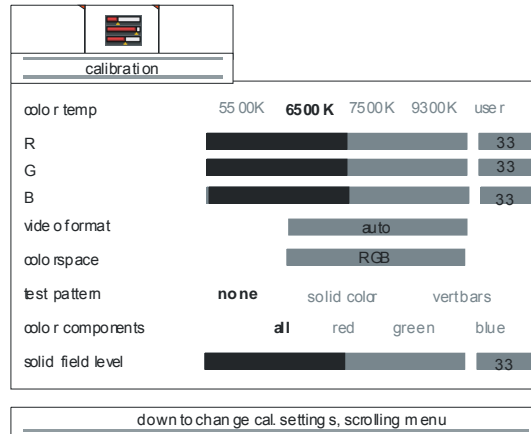 calibration
color temp 5500K 6500K 7500K 9300K user
R 33
G 33
B 33
video format auto
colorspace RGB
test pattern none solid color vertbars
color components all red green blue
solid field level 33
down to change cal. settings, scrolling menu